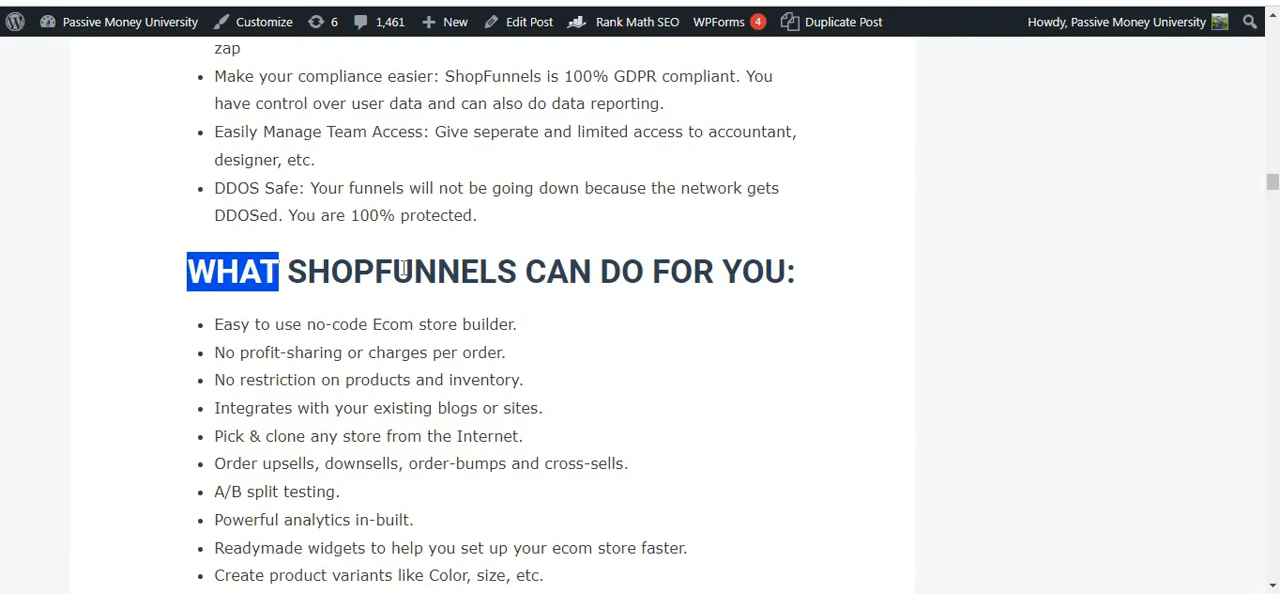 Passive Money University Customize 6 1,461 New Edit Post Rank Math SEO WPForms 4 Duplicate Post Howdy, Passive Money University
zap
• Make your compliance easier: ShopFunnels is 100% GDPR compliant. You
have control over user data and can also do data reporting.
• Easily Manage Team Access: Give seperate and limited access to accountant,
designer, etc.
• DDOS Safe: Your funnels will not be going down because the network gets
DDOSed. You are 100% protected.
WHAT SHOPFUNNELS CAN DO FOR YOU:
• Easy to use no-code Ecom store builder.
• No profit-sharing or charges per order.
• No restriction on products and inventory.
• Integrates with your existing blogs or sites.
• Pick & clone any store from the Internet.
• Order upsells, downsells, order-bumps and cross-sells.
• A/B split testing.
• Powerful analytics in-built.
• Readymade widgets to help you set up your ecom store faster.
• Create product variants like Color, size, etc.